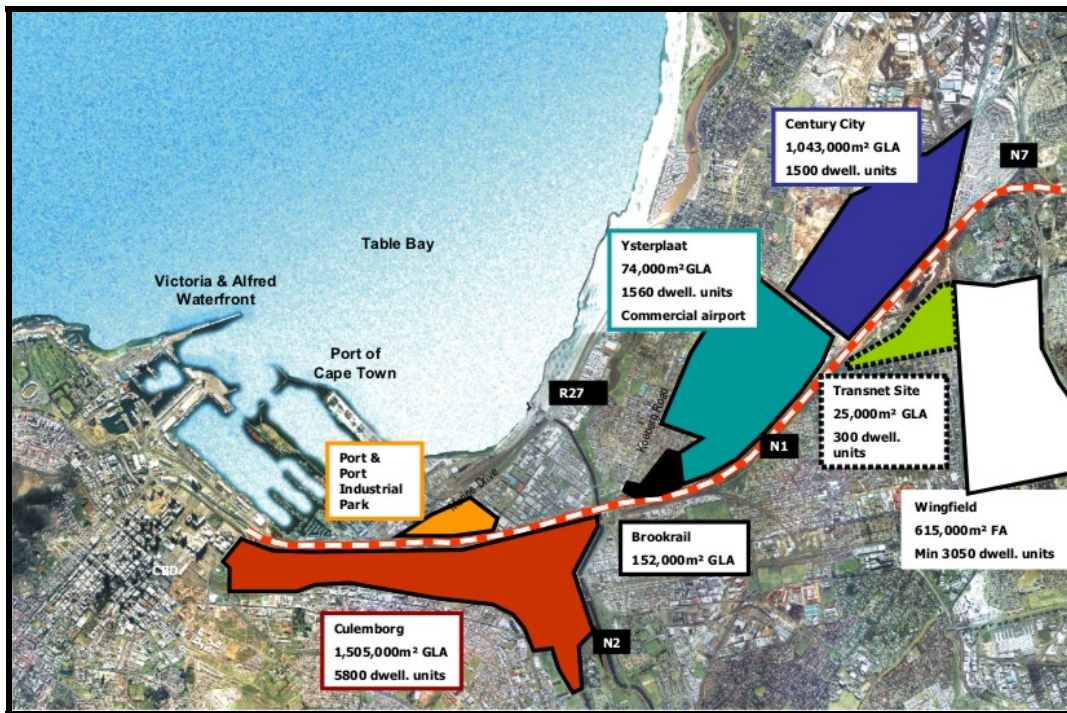 Century City
1,043,000m² GLA
1500 dwell. units
N7
Table Bay
Ysterplaat
74,000m²GLA
1560 dwell. units
Commercial airport
Victoria & Alfred
Waterfront
Port of
Cape Town
R27
Koeberg Road
Transnet Site
25,000m² GLA
300 dwell.
units
N1
Port &
Port
Industrial
Park
Drive
Wingfield
615,000m² FA
Min 3050 dwell. units
Brookrail
152,000m² GLA
CBD
Culemborg
1,505,000m² GLA
5800 dwell. units
N2